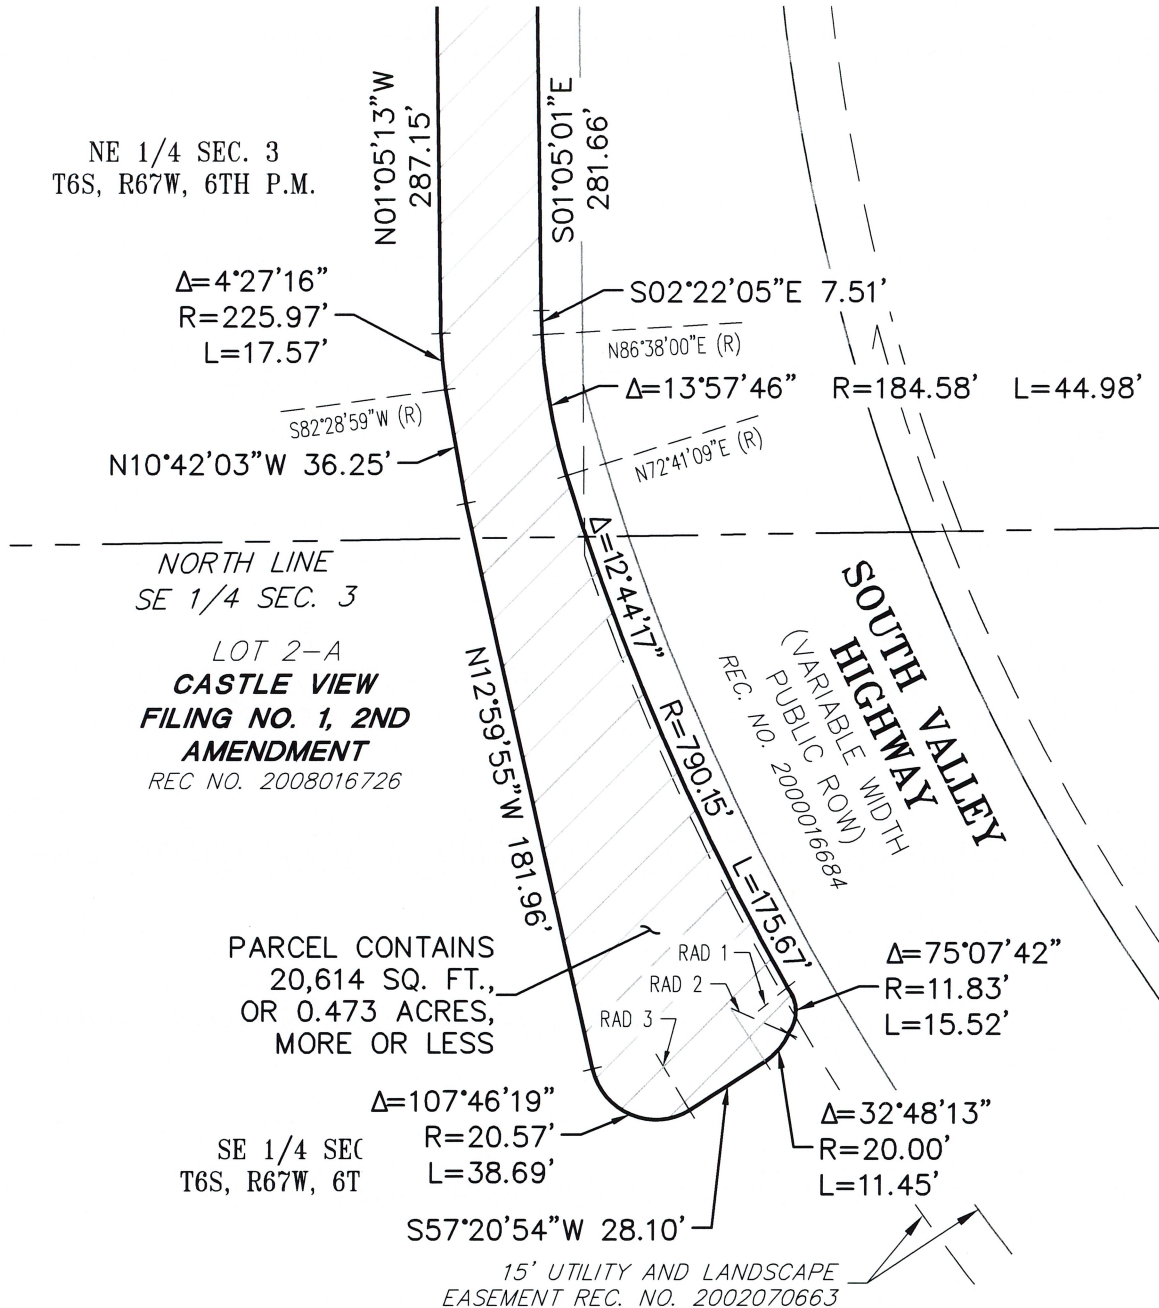 N01°05'13"W
287.15'
S01°05'01"E
281.66'
NE 1/4 SEC. 3
T6S, R67W, 6TH P.M.
Δ=4°27'16"
R=225.97'
L=17.57'
S02°22'05"E 7.51'
N86°38'00"E (R)
Δ=13°57'46" R=184.58' L=44.98'
S82°28'59"W (R)
N72°41'09"E (R)
N10°42'03"W 36.25'
NORTH LINE
SE 1/4 SEC. 3
LOT 2-A
CASTLE VIEW
FILING NO. 1, 2ND
AMENDMENT
REC NO. 2008016726
N12°59'55"W 181.96'
Δ=12°44'17" R=790.15' L=175.67'
SOUTH VALLEY
HIGHWAY
(VARIABLE WIDTH
PUBLIC ROW)
REC. NO. 2000016684
PARCEL CONTAINS
20,614 SQ. FT.,
OR 0.473 ACRES,
MORE OR LESS
RAD 1
RAD 2
RAD 3
Δ=75°07'42"
R=11.83'
L=15.52'
Δ=107°46'19"
R=20.57'
L=38.69'
Δ=32°48'13"
R=20.00'
L=11.45'
SE 1/4 SEC
T6S, R67W, 6T
S57°20'54"W 28.10'
15' UTILITY AND LANDSCAPE
EASEMENT REC. NO. 2002070663